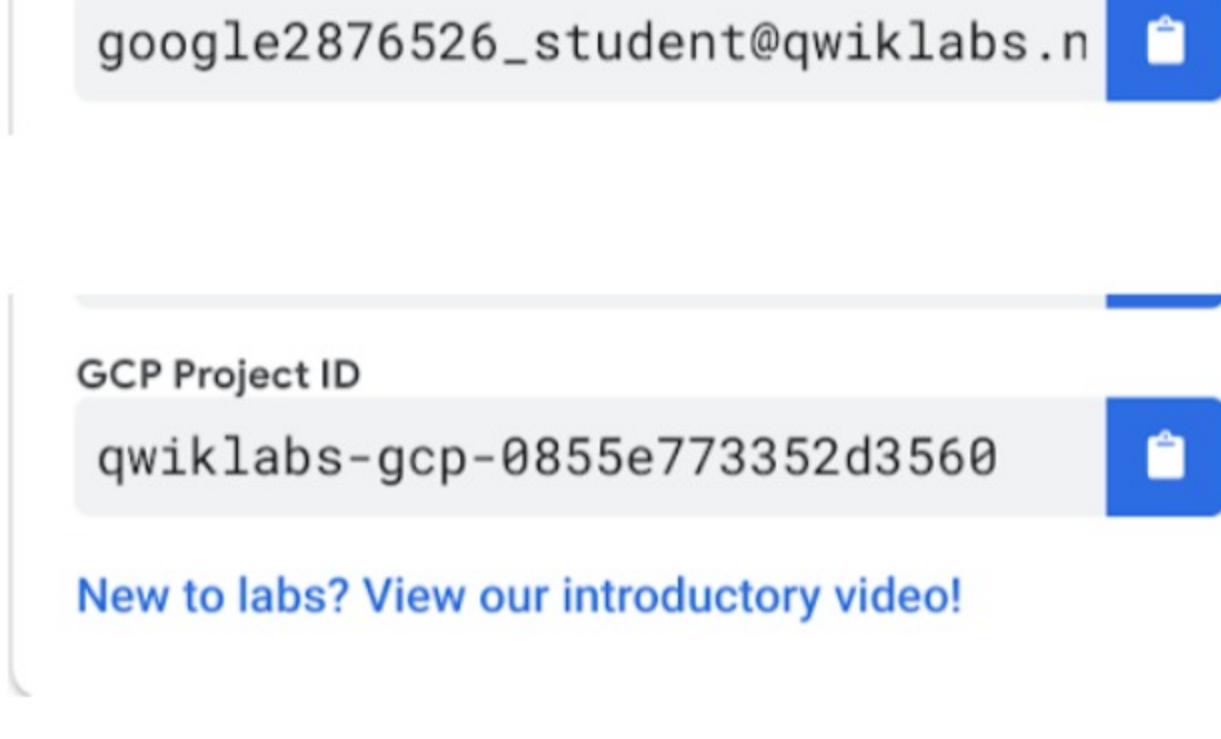 google2876526_student@qwiklabs.n
GCP Project ID
qwiklabs-gcp-0855e773352d3560
New to labs? View our introductory video!